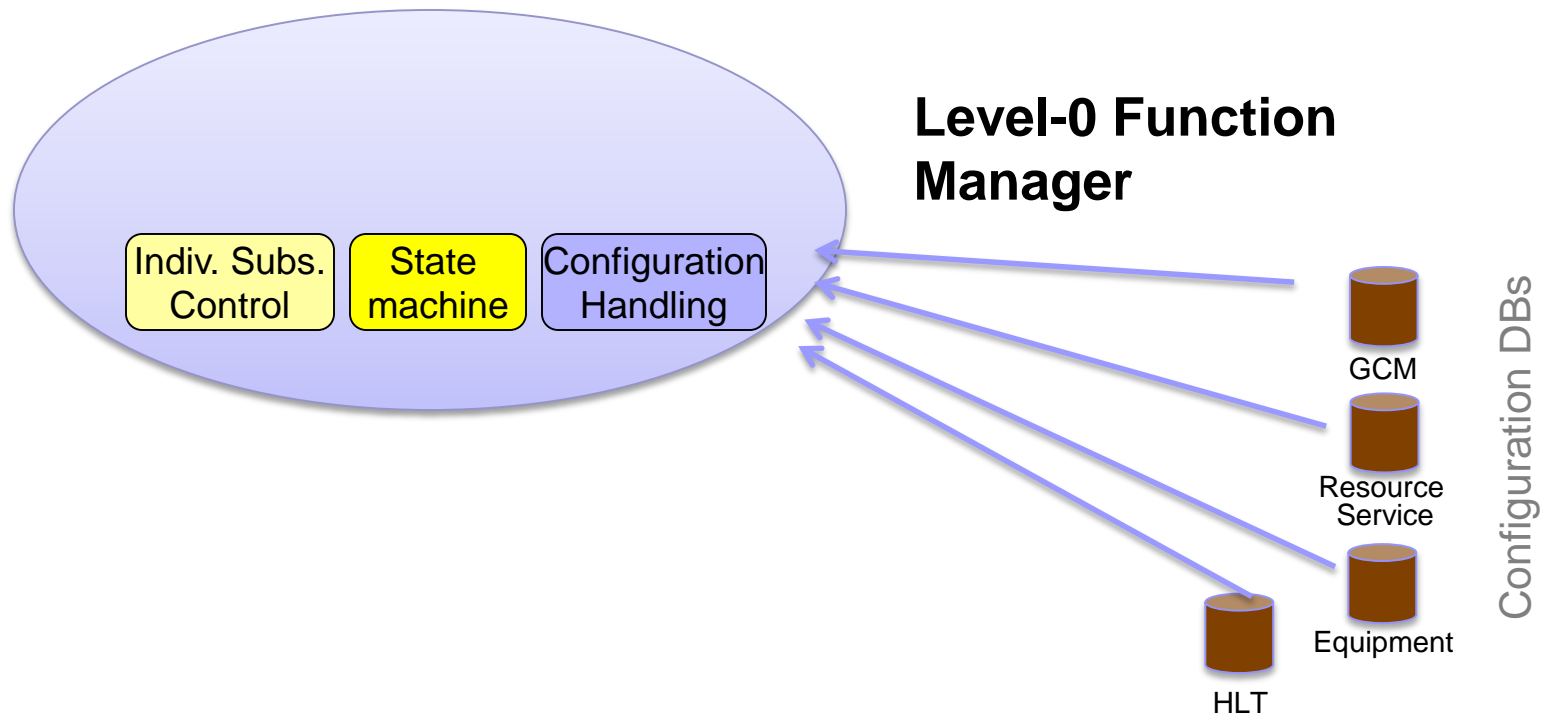 Level-0 Function
Manager
Indiv. Subs.
Control
State
machine
Configuration
Handling
GCM
Resource
Service
Equipment
HLT
Configuration DBs